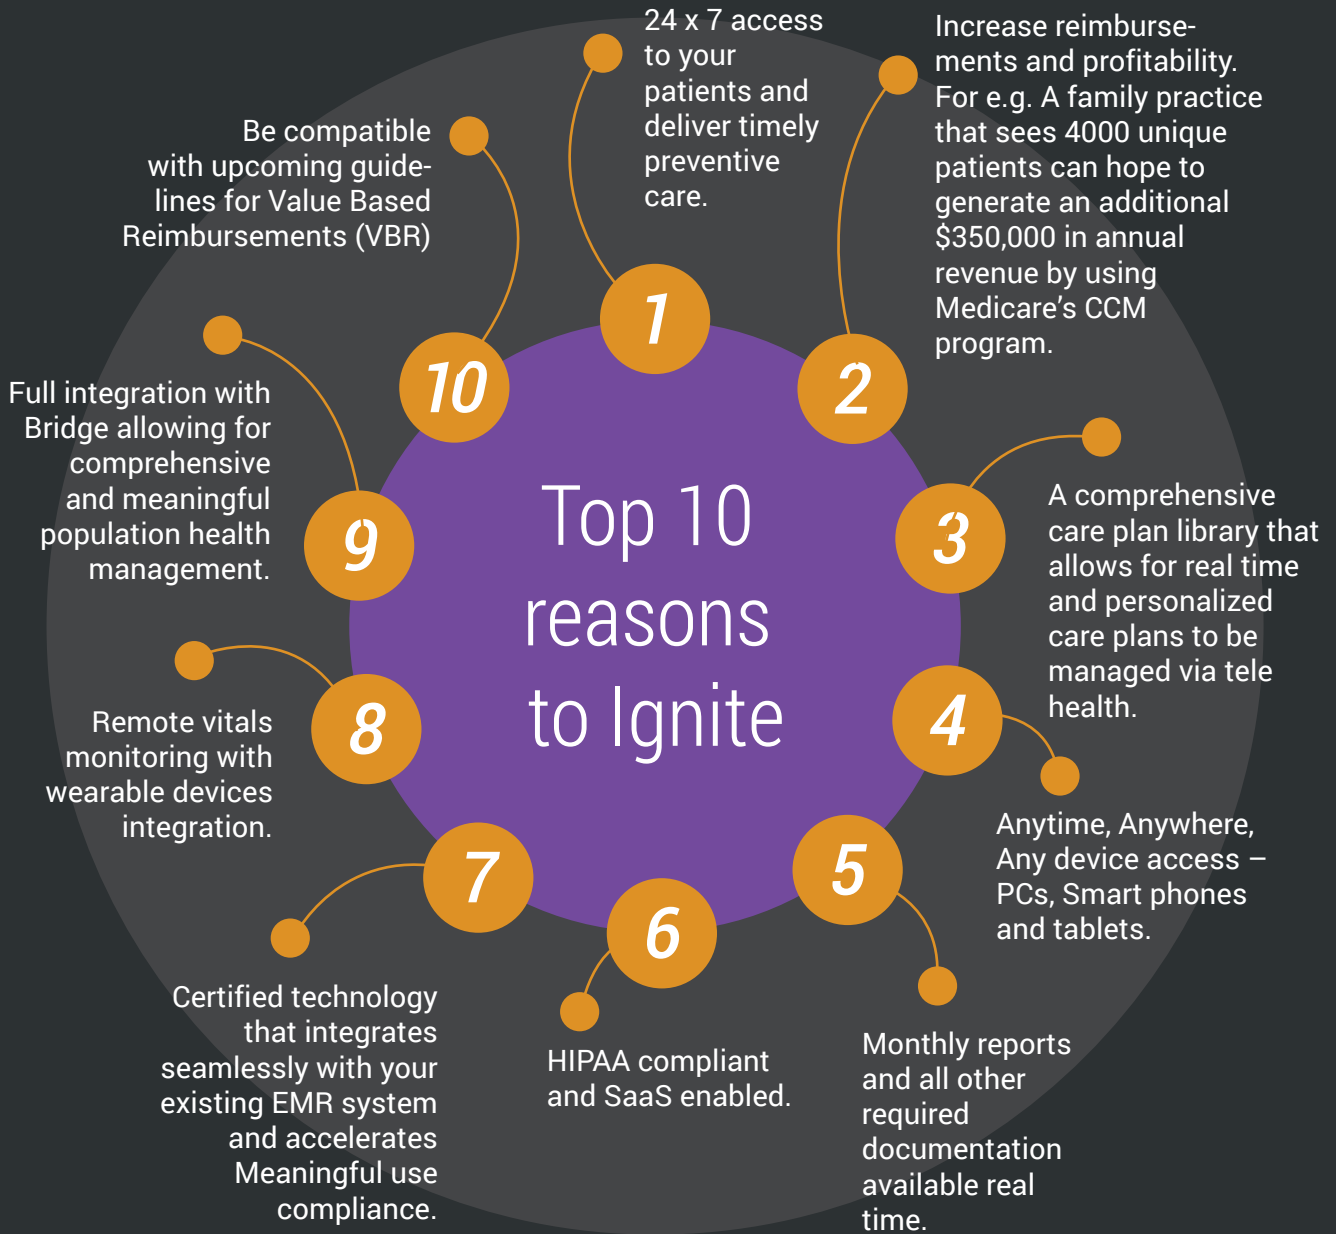 Top 10
reasons
to Ignite
1
24 x 7 access
to your
patients and
deliver timely
preventive
care.
2
Increase reimburse-
ments and profitability.
For e.g. A family practice
that sees 4000 unique
patients can hope to
generate an additional
$350,000 in annual
revenue by using
Medicare’s CCM
program.
3
A comprehensive
care plan library that
allows for real time
and personalized
care plans to be
managed via tele
health.
4
Anytime, Anywhere,
Any device access –
PCs, Smart phones
and tablets.
5
Monthly reports
and all other
required
documentation
available real
time.
6
HIPAA compliant
and SaaS enabled.
7
Certified technology
that integrates
seamlessly with your
existing EMR system
and accelerates
Meaningful use
compliance.
8
Remote vitals
monitoring with
wearable devices
integration.
9
Full integration with
Bridge allowing for
comprehensive
and meaningful
population health
management.
10
Be compatible
with upcoming guide-
lines for Value Based
Reimbursements (VBR)